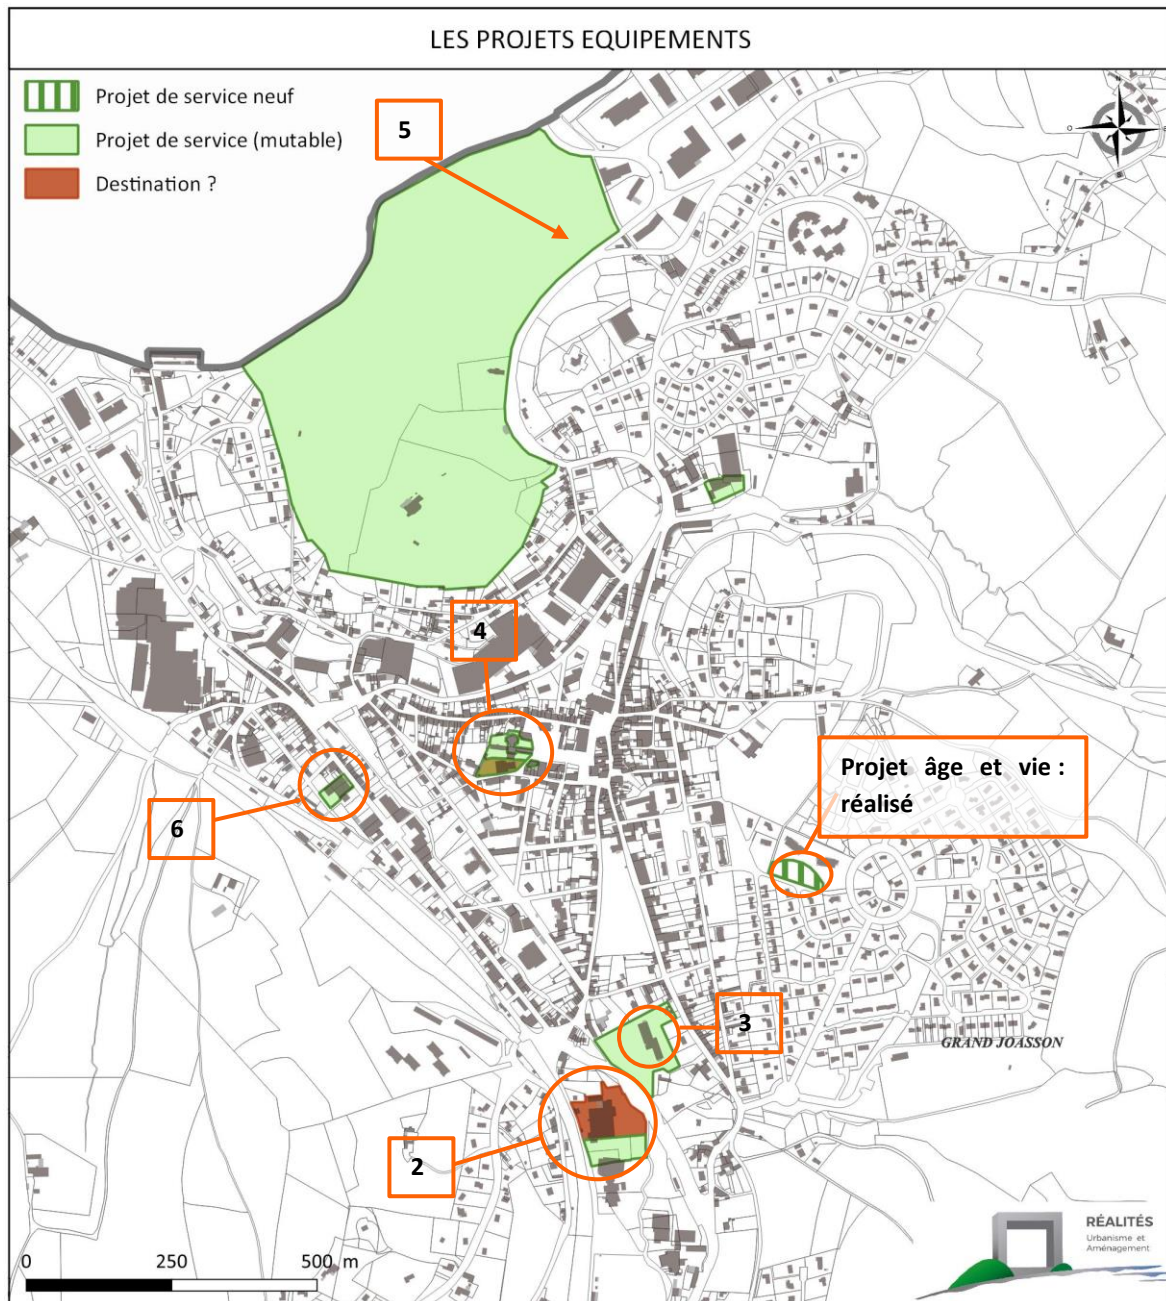 LES PROJETS EQUIPEMENTS
Projet de service neuf
Projet de service (mutable)
Destination ?
5
4
Projet âge et vie :
réalisé
6
3
GRAND JOASSON
2
RÉALITÉS
Urbanisme et
Aménagement
0 250 500 m